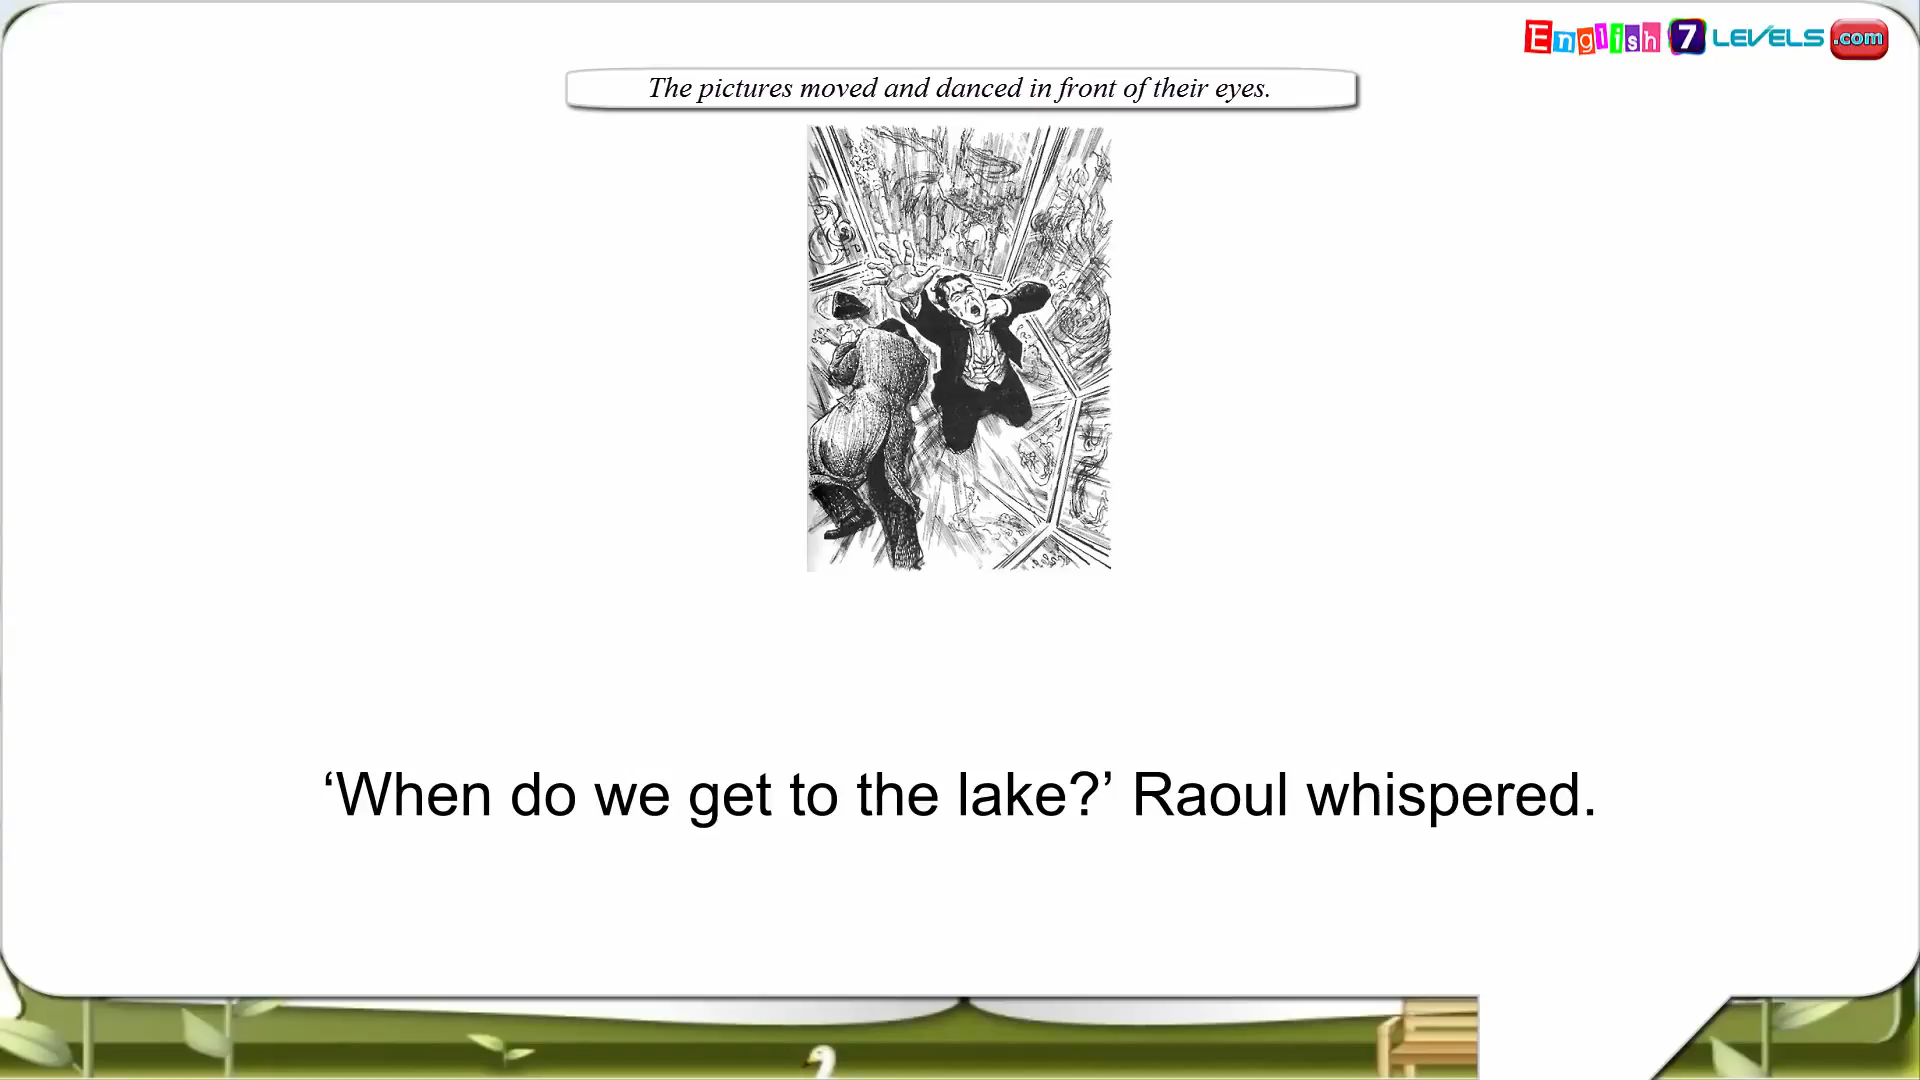 English 7 LEVELS .com
The pictures moved and danced in front of their eyes.
‘When do we get to the lake?’ Raoul whispered.